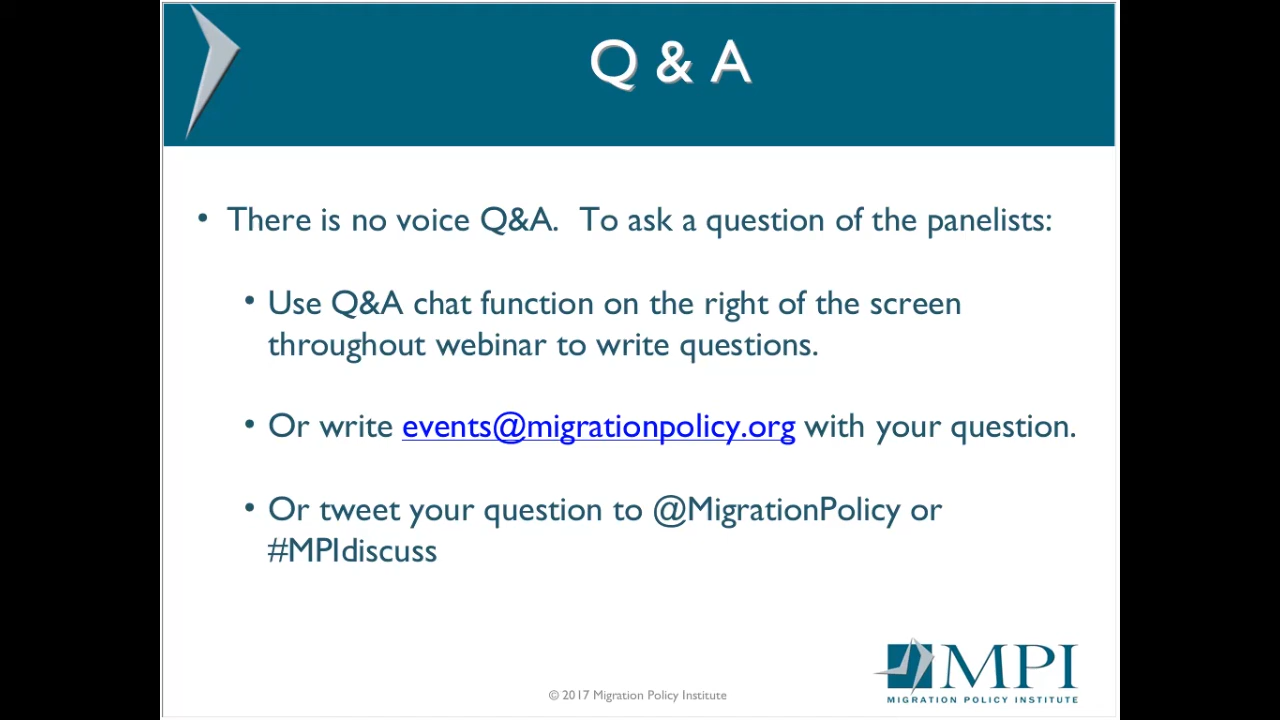 Q & A
• There is no voice Q&A.  To ask a question of the panelists:
• Use Q&A chat function on the right of the screen
throughout webinar to write questions.
• Or write events@migrationpolicy.org with your question.
• Or tweet your question to @MigrationPolicy or
#MPIdiscuss
MPI
MIGRATION POLICY INSTITUTE
© 2017 Migration Policy Institute